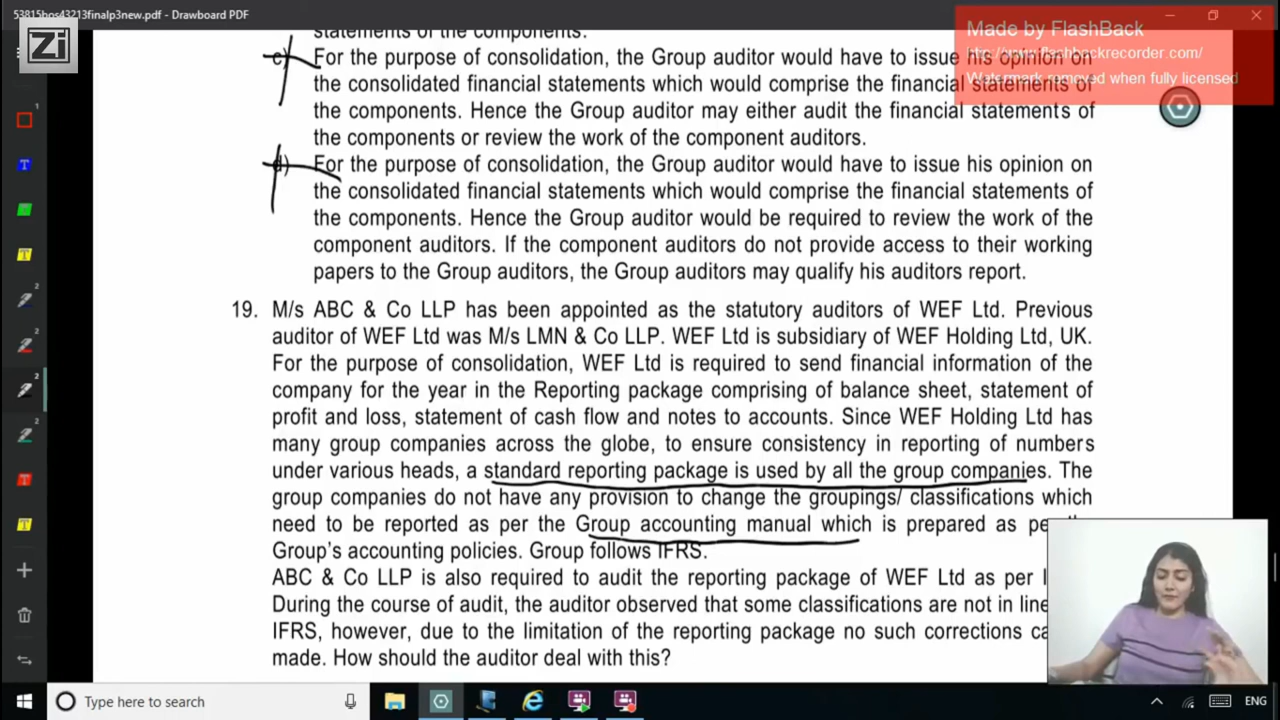 53815bos43213finalp3new.pdf - Drawboard PDF
Made by FlashBack
Watermark removed when fully licensed
Zi
statements of the components.
c) For the purpose of consolidation, the Group auditor would have to issue his opinion on
the consolidated financial statements which would comprise the financial statements of
the components. Hence the Group auditor may either audit the financial statements of
the components or review the work of the component auditors.
d) For the purpose of consolidation, the Group auditor would have to issue his opinion on
the consolidated financial statements which would comprise the financial statements of
the components. Hence the Group auditor would be required to review the work of the
component auditors. If the component auditors do not provide access to their working
papers to the Group auditors, the Group auditors may qualify his auditors report.
19. M/s ABC & Co LLP has been appointed as the statutory auditors of WEF Ltd. Previous
auditor of WEF Ltd was M/s LMN & Co LLP. WEF Ltd is subsidiary of WEF Holding Ltd, UK.
For the purpose of consolidation, WEF Ltd is required to send financial information of the
company for the year in the Reporting package comprising of balance sheet, statement of
profit and loss, statement of cash flow and notes to accounts. Since WEF Holding Ltd has
many group companies across the globe, to ensure consistency in reporting of numbers
under various heads, a standard reporting package is used by all the group companies. The
group companies do not have any provision to change the groupings/ classifications which
need to be reported as per the Group accounting manual which is prepared as per
Group's accounting policies. Group follows IFRS.
ABC & Co LLP is also required to audit the reporting package of WEF Ltd as per
During the course of audit, the auditor observed that some classifications are not in line
IFRS, however, due to the limitation of the reporting package no such corrections
made. How should the auditor deal with this?
Type here to search
ENG